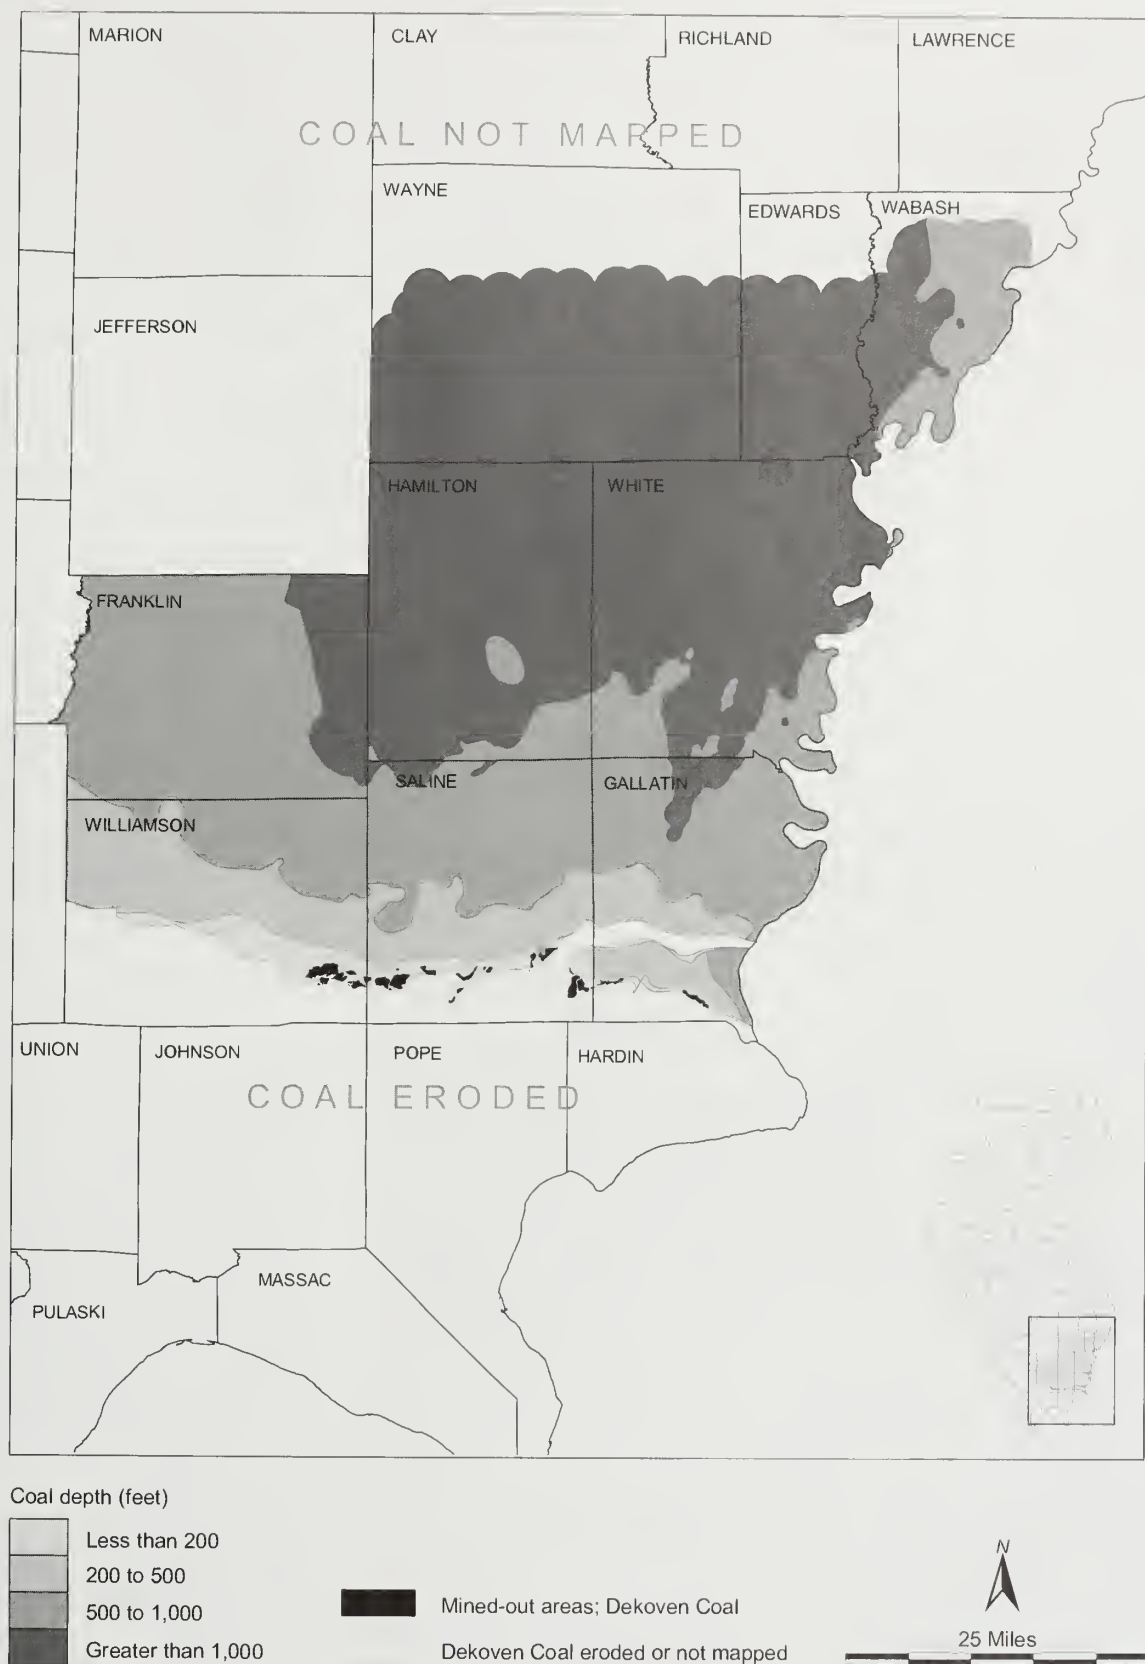 MARION
CLAY
RICHLAND
LAWRENCE
COAL NOT MAPPED
WAYNE
EDWARDS
WABASH
JEFFERSON
HAMILTON
WHITE
FRANKLIN
SALINE
GALLATIN
WILLIAMSON
UNION
JOHNSON
POPE
HARDIN
COAL ERODED
MASSAC
PULASKI
Coal depth (feet)
Less than 200
200 to 500
500 to 1,000
Greater than 1,000
Mined-out areas; Dekoven Coal
Dekoven Coal eroded or not mapped
N
25 Miles